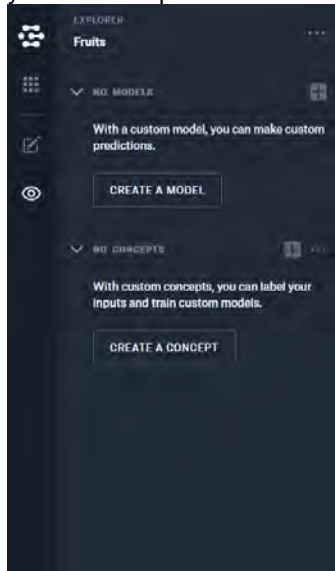 EXPLORER
Fruits
NO MODELS
With a custom model, you can make custom
predictions.
CREATE A MODEL
NO CONCEPTS
With custom concepts, you can label your
inputs and train custom models.
CREATE A CONCEPT